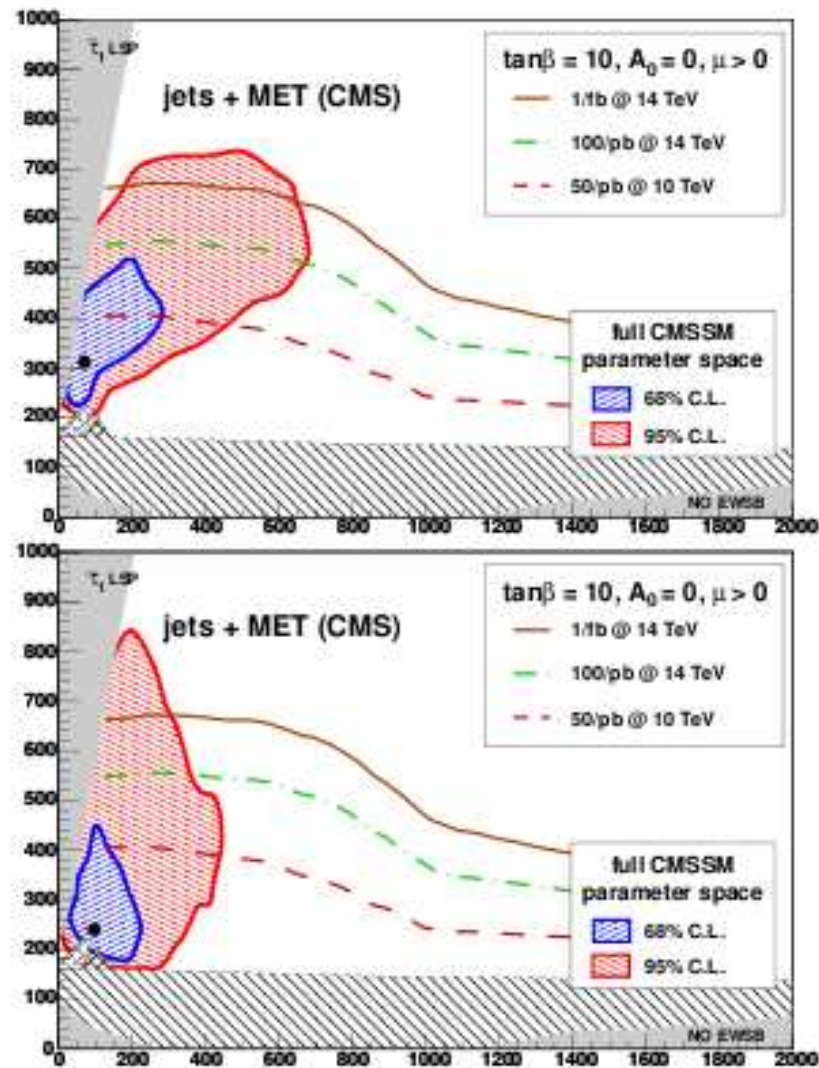 1000
900
800
700
600
500
400
300
200
100
0
τ̃₁ LSP
jets + MET (CMS)
tanβ = 10, A₀ = 0, μ > 0
1/fb @ 14 TeV
100/pb @ 14 TeV
50/pb @ 10 TeV
full CMSSM
parameter space
68% C.L.
95% C.L.
NO EWSB
0 200 400 600 800 1000 1200 1400 1600 1800 2000
1000
900
800
700
600
500
400
300
200
100
0
τ̃₁ LSP
jets + MET (CMS)
tanβ = 10, A₀ = 0, μ > 0
1/fb @ 14 TeV
100/pb @ 14 TeV
50/pb @ 10 TeV
full CMSSM
parameter space
68% C.L.
95% C.L.
NO EWSB
0 200 400 600 800 1000 1200 1400 1600 1800 2000